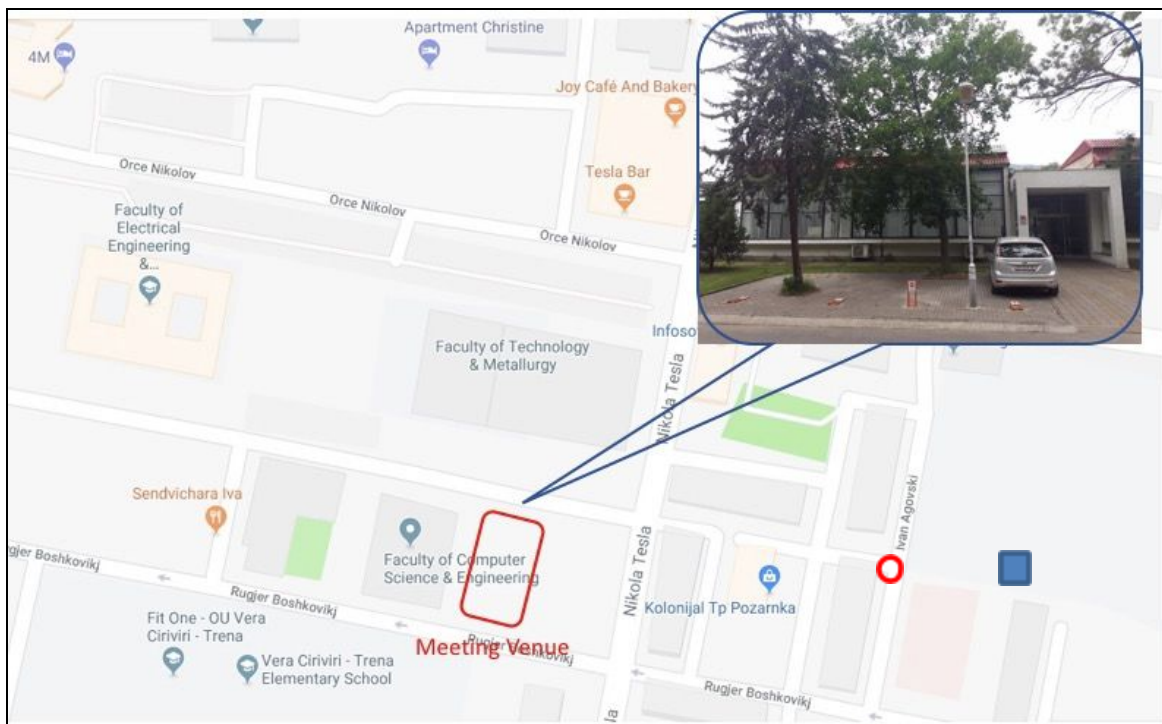 Apartment Christine
4M
Joy Café And Bakery
Tesla Bar
Orce Nikolov
Orce Nikolov
Orce Nikolov
Faculty of
Electrical
Engineering
&...
Faculty of Technology
& Metallurgy
Nikola Tesla
Sendvichara Iva
Ivan Agovski
Faculty of Computer
Science & Engineering
Nikola Tesla
Kolonijal Tp Pozarnka
Rugjer Boshkovikj
Fit One - OU Vera
Ciriviri - Trena
Meeting Venue
Rugjer Boshkovikj
Vera Ciriviri - Trena
Elementary School
Rugjer Boshkovikj